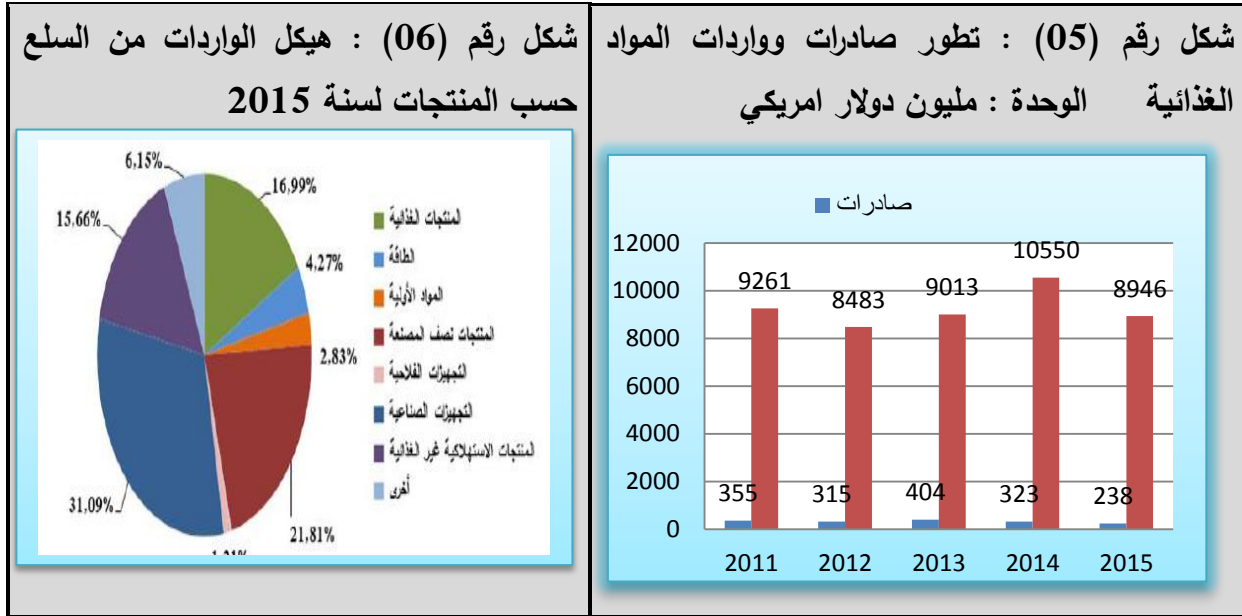 شكل رقم (05) : تطور صادرات وواردات المواد
الغذائية الوحدة : مليون دولار امريكي
صادرات
12000
10000
8000
6000
4000
2000
0
9261
8483
9013
10550
8946
355
315
404
323
238
2011
2012
2013
2014
2015
شكل رقم (06) : هيكل الواردات من السلع
حسب المنتجات لسنة 2015
6,15%
16,99%
15,66%
4,27%
2,83%
31,09%
21,81%
المنتجات الغذائية
الطاقة
المواد الأولية
المنتجات نصف المصنعة
التجهيزات الفلاحية
التجهيزات الصناعية
المنتجات الاستهلاكية غير الغذائية
أخرى